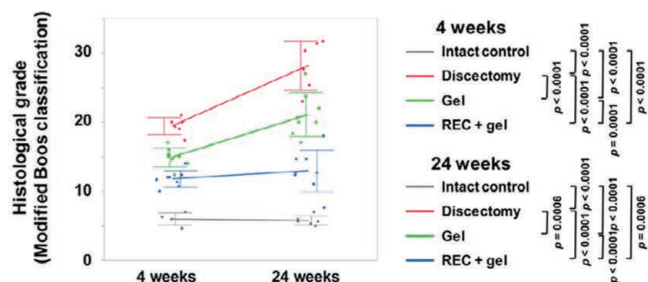 Histological grade
(Modified Boos classification)
30
20
10
0
4 weeks
24 weeks
4 weeks
Intact control
Discectomy
Gel
REC + gel
p < 0.0001
p < 0.0001
p < 0.0001
p < 0.0001
p = 0.0001
p < 0.0001
24 weeks
Intact control
Discectomy
Gel
REC + gel
p = 0.0006
p < 0.0001
p < 0.0001
p < 0.0001
p < 0.0001
p = 0.0006